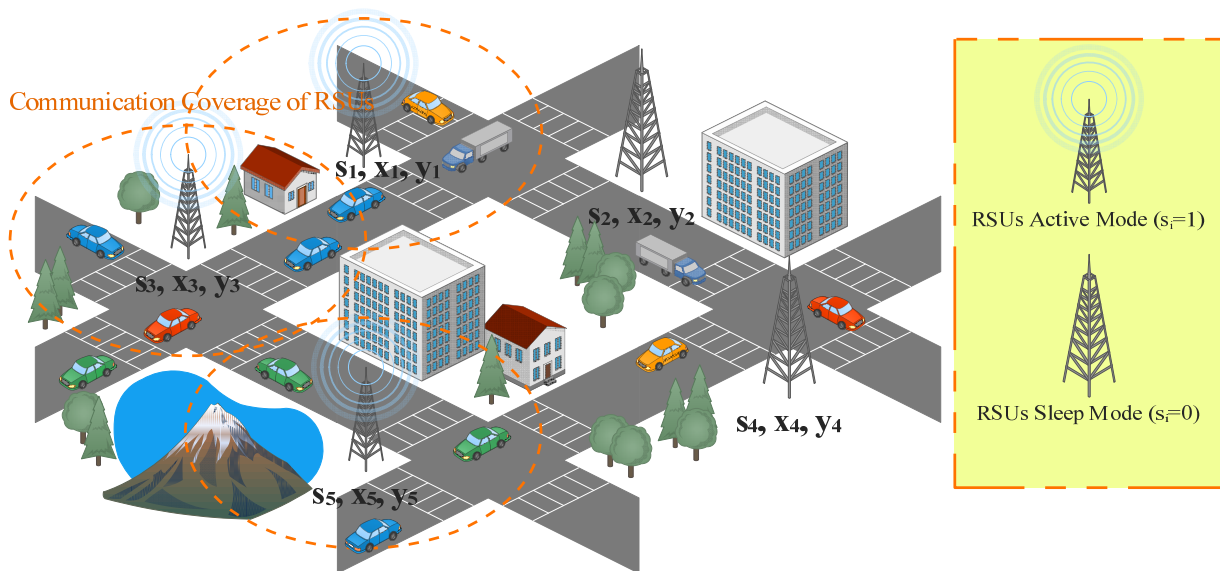 Communication Coverage of RSUs
s₁, x₁, y₁
s₂, x₂, y₂
s₃, x₃, y₃
s₄, x₄, y₄
s₅, x₅, y₅
RSUs Active Mode (sᵢ=1)
RSUs Sleep Mode (sᵢ=0)